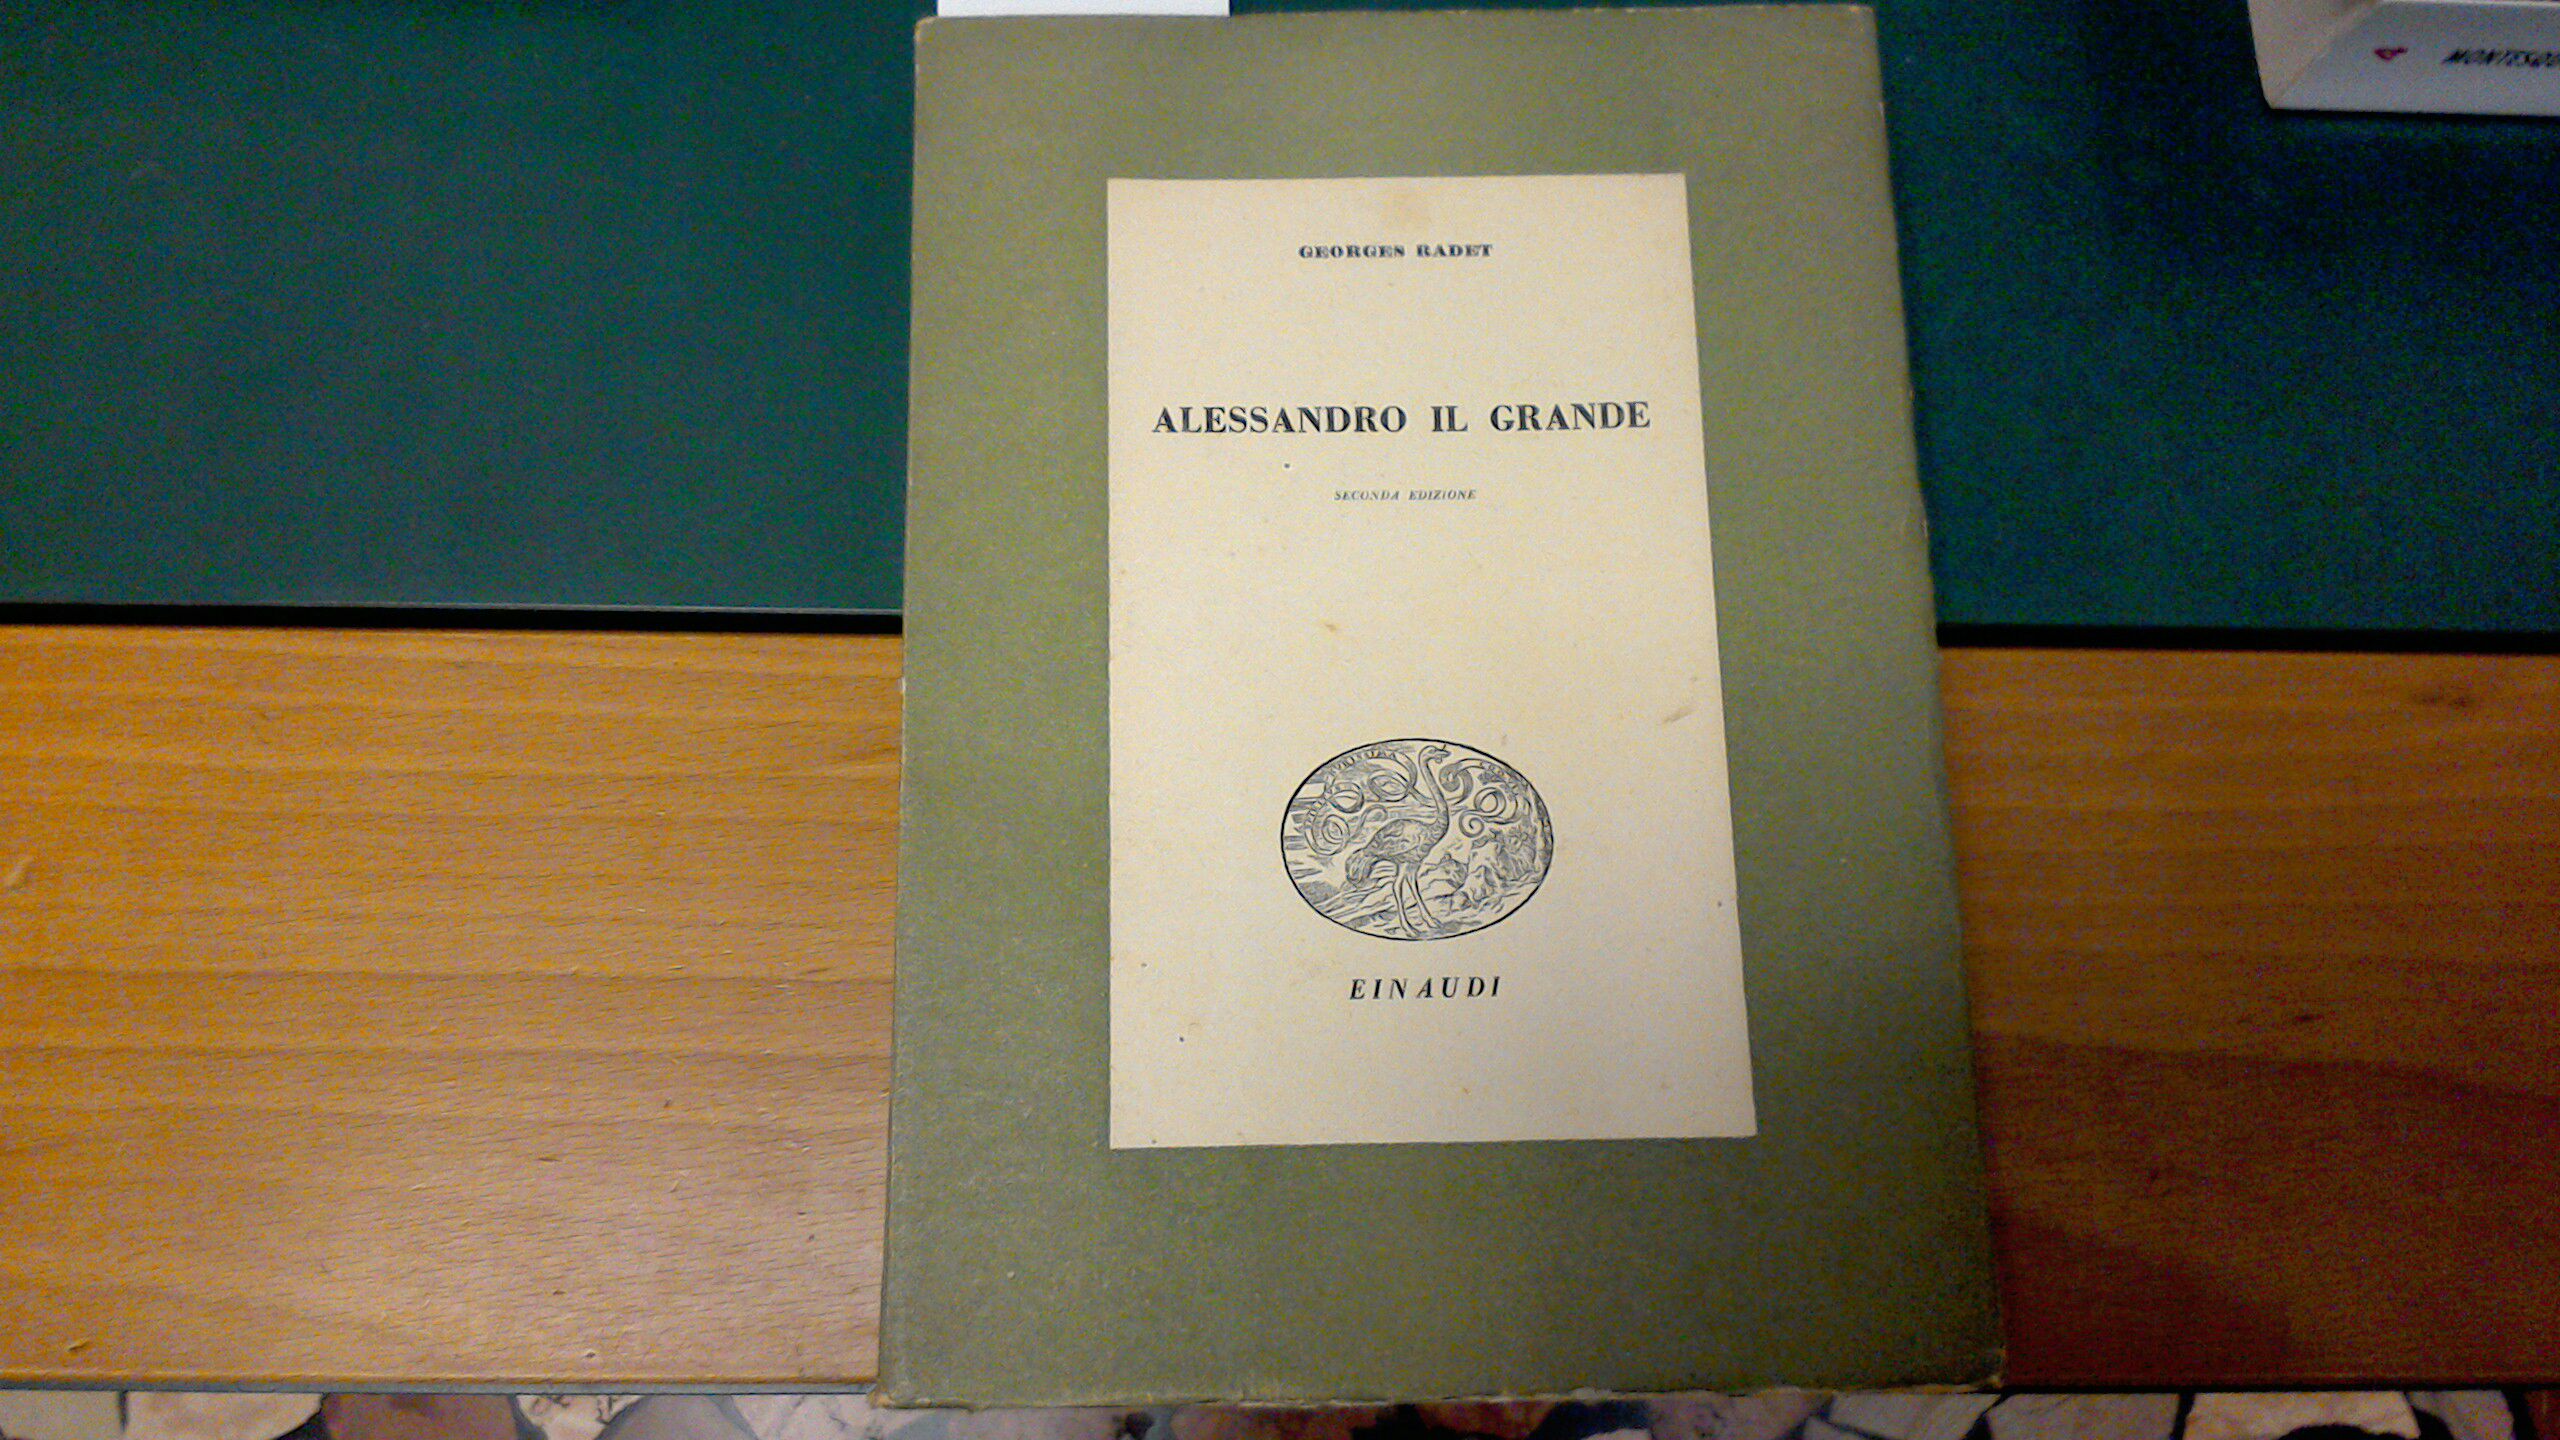 GEORGES RADET
ALESSANDRO IL GRANDE
SECONDA EDIZIONE
EINAUDI